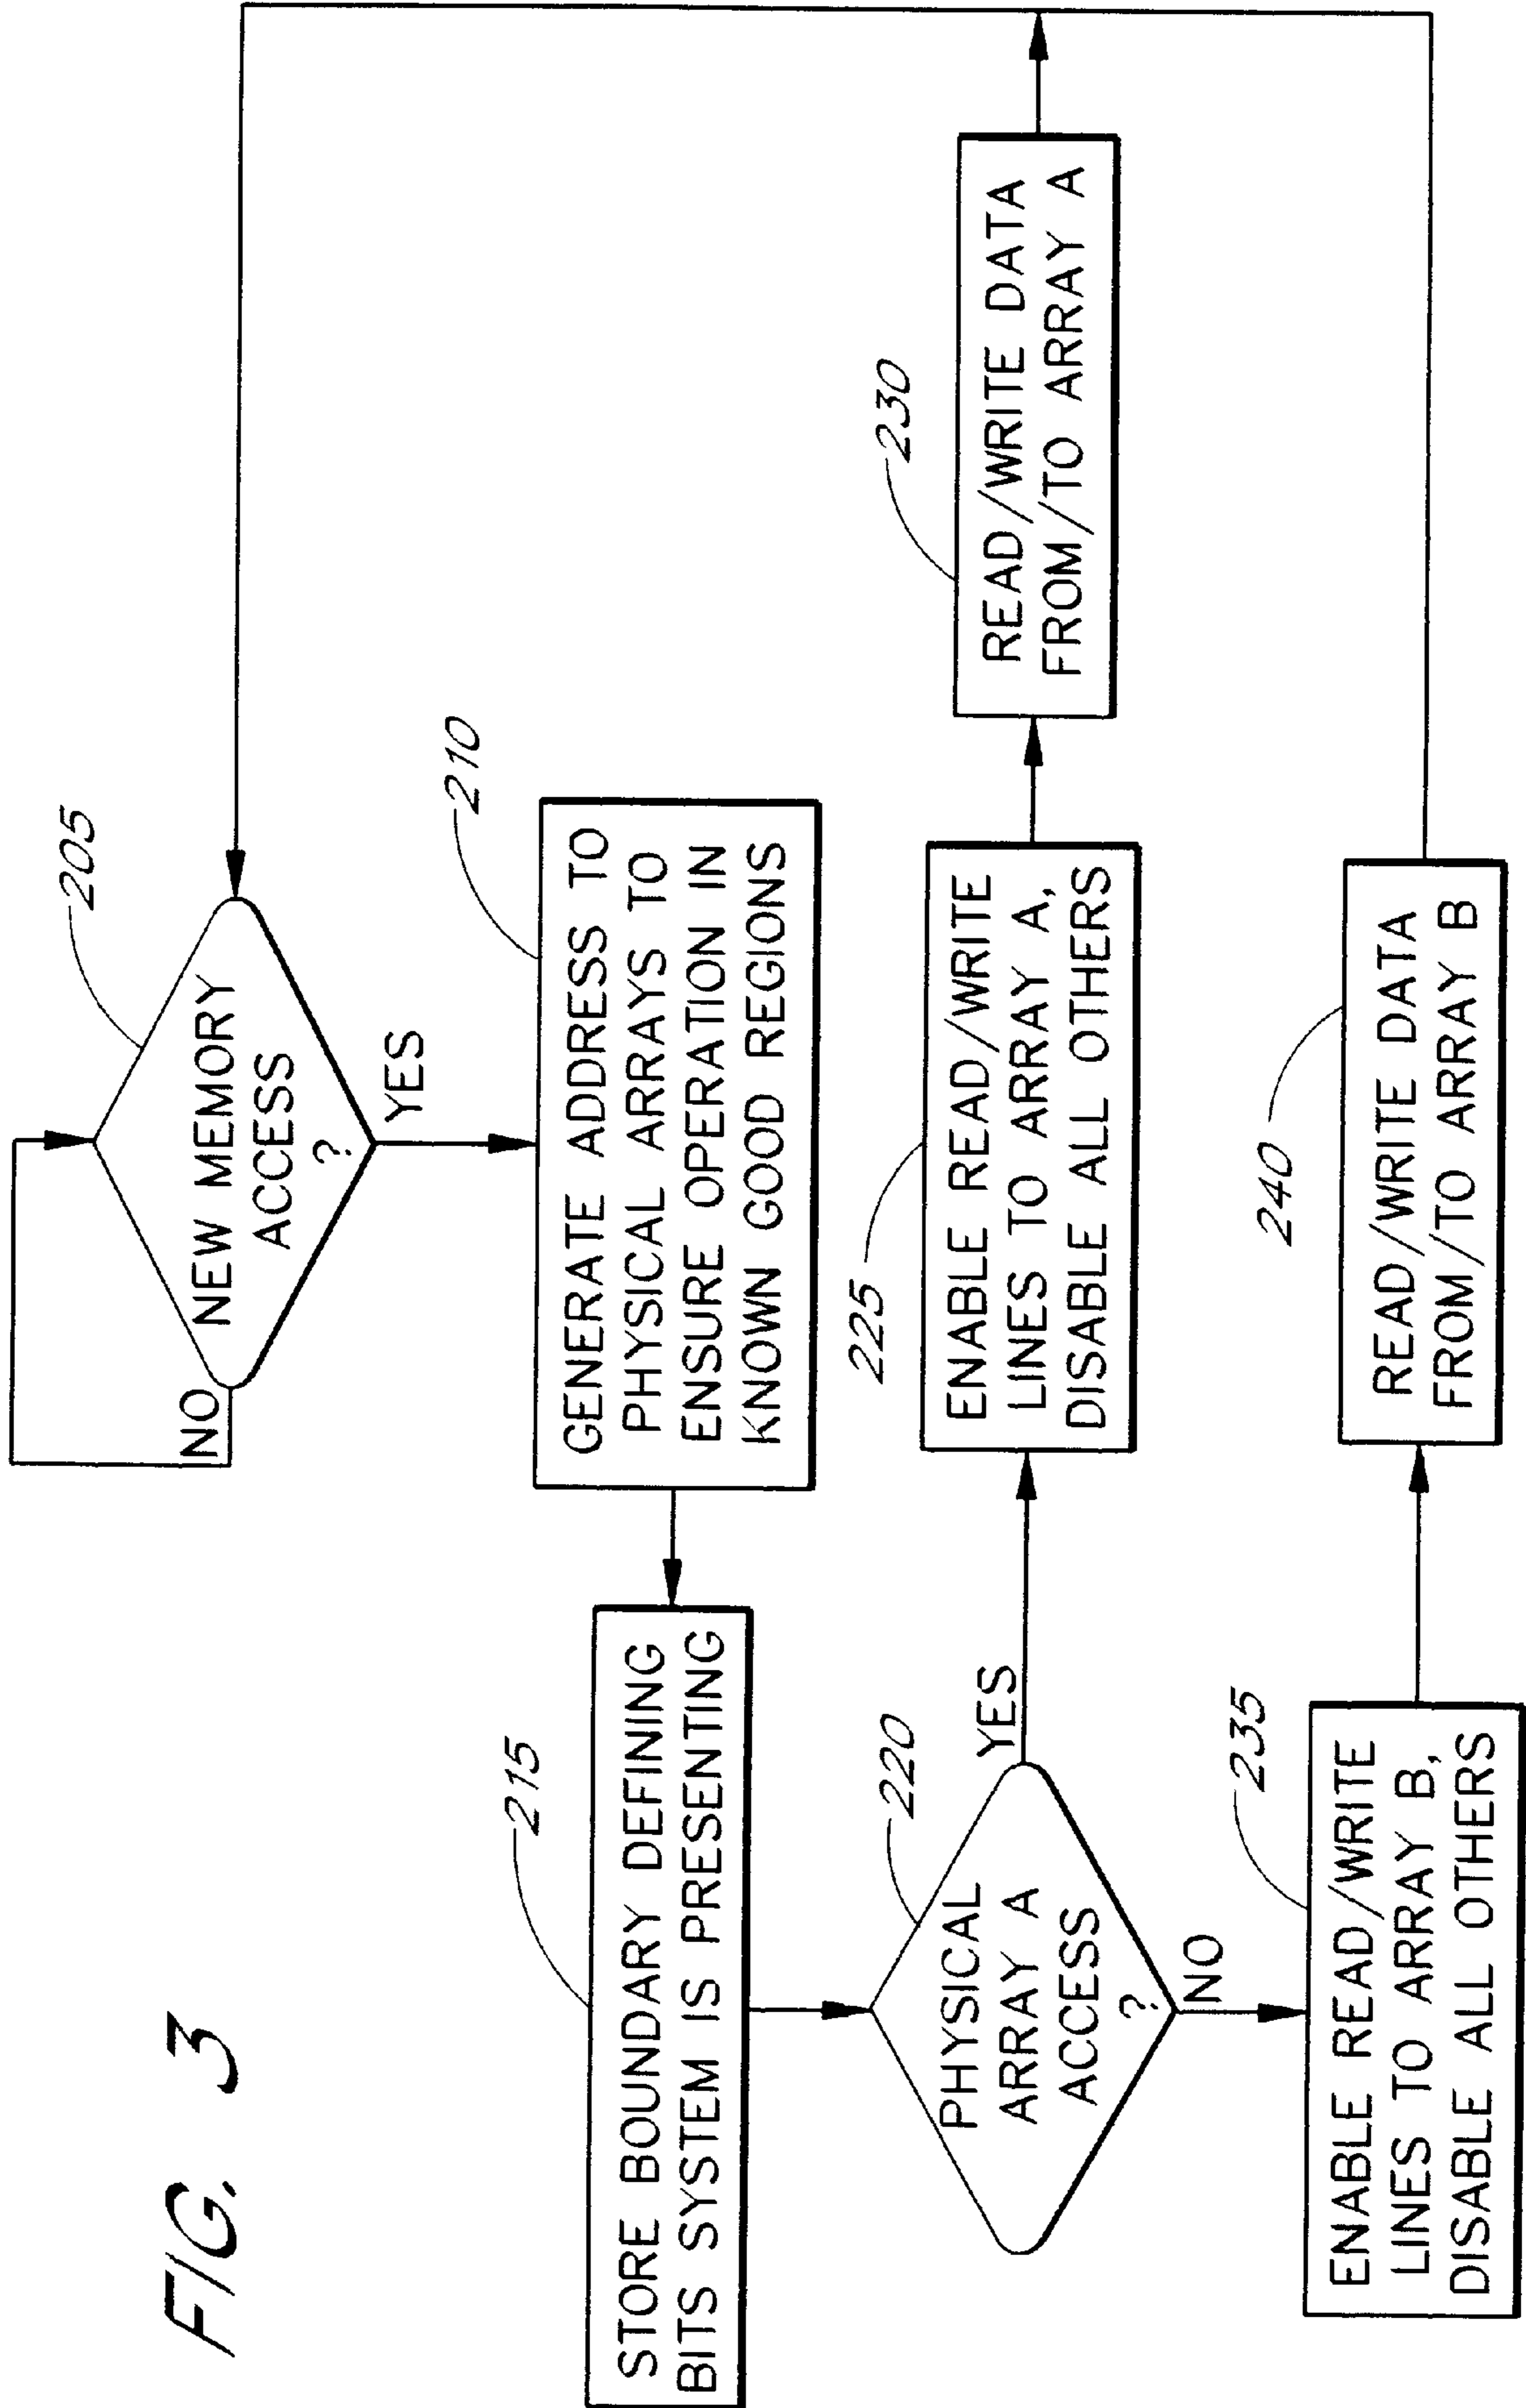 FIG. 3
205
NEW MEMORY
ACCESS
?
NO
YES
210
GENERATE ADDRESS TO
PHYSICAL ARRAYS TO
ENSURE OPERATION IN
KNOWN GOOD REGIONS
215
STORE BOUNDARY DEFINING
BITS SYSTEM IS PRESENTING
220
PHYSICAL
ARRAY A
ACCESS
?
YES
NO
225
ENABLE READ/WRITE
LINES TO ARRAY A,
DISABLE ALL OTHERS
230
READ/WRITE DATA
FROM/TO ARRAY A
235
ENABLE READ/WRITE
LINES TO ARRAY B,
DISABLE ALL OTHERS
240
READ/WRITE DATA
FROM/TO ARRAY B